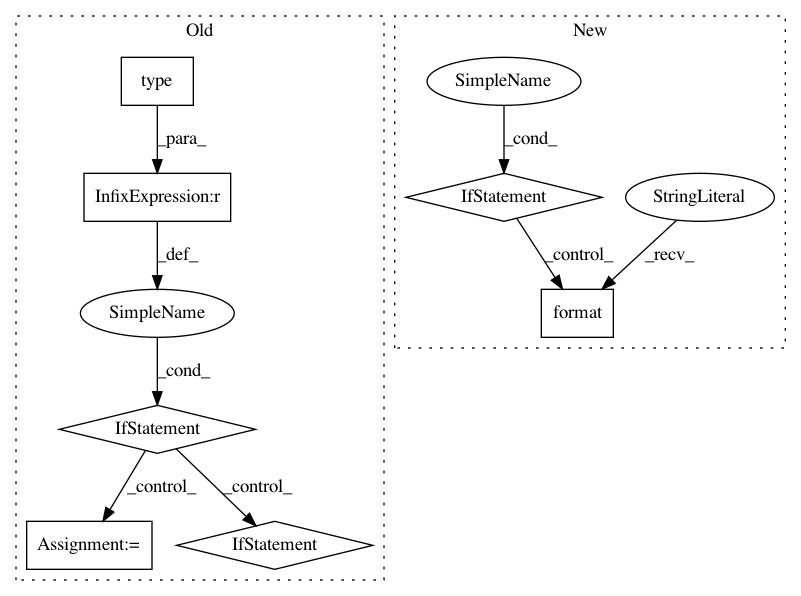 Old
type
_para_
InfixExpression:r
_def_
SimpleName
_cond_
IfStatement
_control_
_control_
Assignment:=
IfStatement
New
SimpleName
_cond_
IfStatement
StringLiteral
_control_
_recv_
format